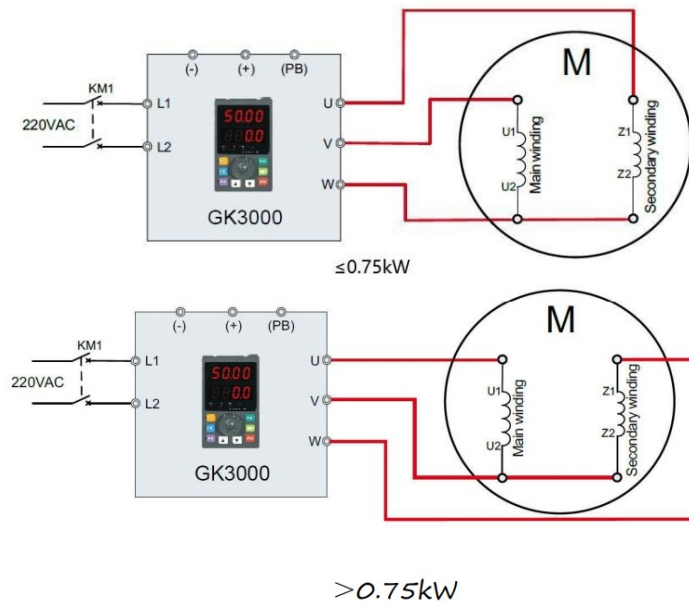 (-) (+) (PB)
KM1
220VAC
L1
L2
50.00
0.0
GK3000
U
V
W
M
U1
U2
Main winding
Z1
Z2
Secondary winding
≤0.75kW
(-) (+) (PB)
KM1
220VAC
L1
L2
50.00
0.0
GK3000
U
V
W
M
U1
U2
Main winding
Z1
Z2
Secondary winding
>0.75kW